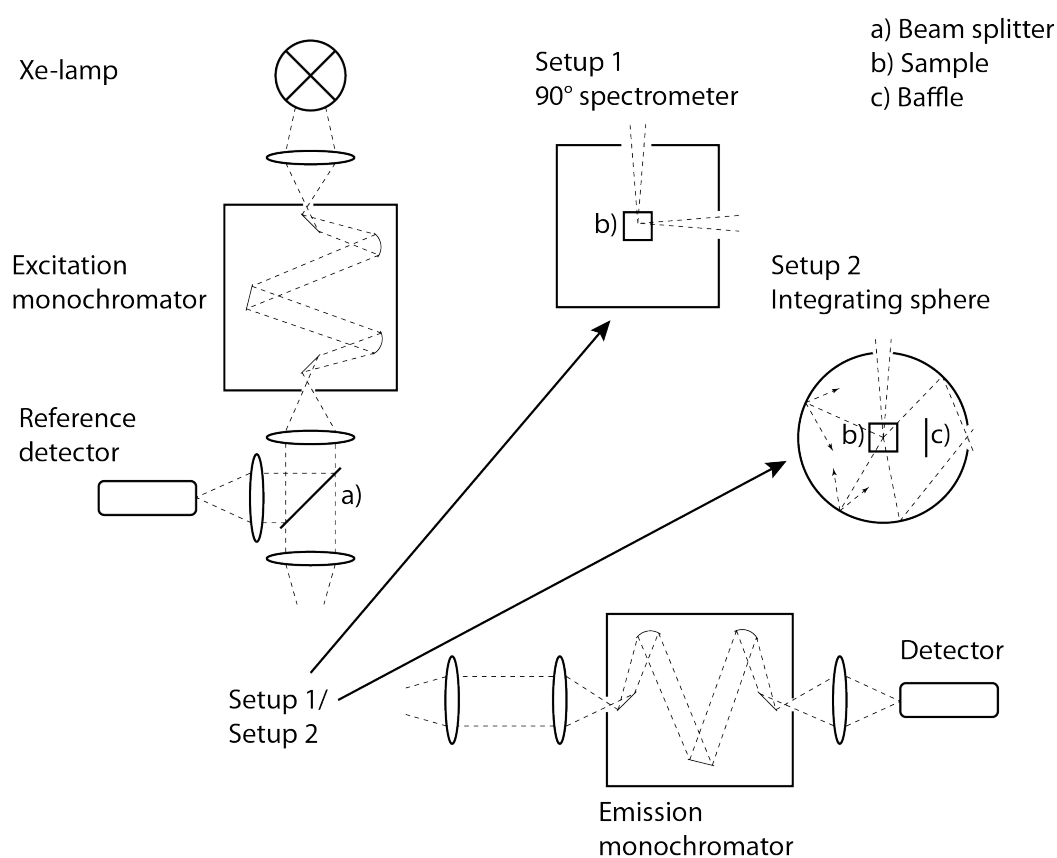 Xe-lamp
Setup 1
90° spectrometer
a) Beam splitter
b) Sample
c) Baffle
Excitation
monochromator
b)
Setup 2
Integrating sphere
Reference
detector
a)
b)
c)
Setup 1/
Setup 2
Detector
Emission
monochromator